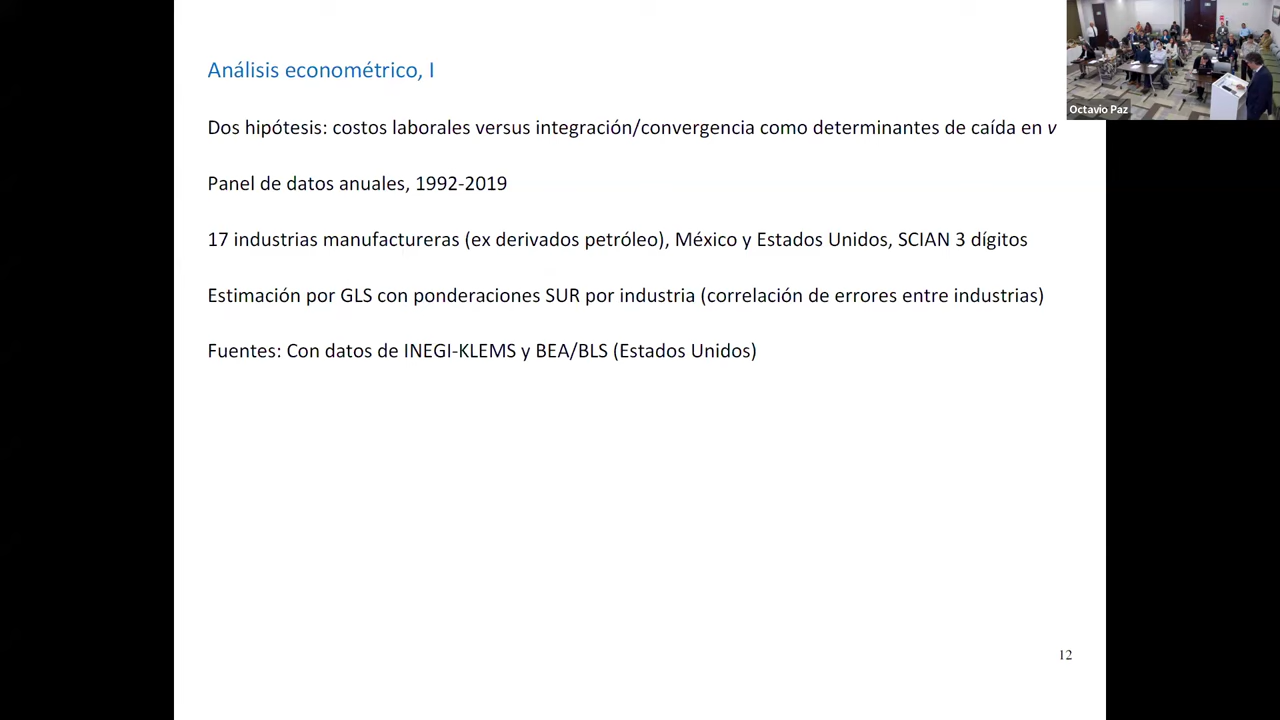 Análisis econométrico, I
Octavio Paz
Dos hipótesis: costos laborales versus integración/convergencia como determinantes de caída en v
Panel de datos anuales, 1992-2019
17 industrias manufactureras (ex derivados petróleo), México y Estados Unidos, SCIAN 3 dígitos
Estimación por GLS con ponderaciones SUR por industria (correlación de errores entre industrias)
Fuentes: Con datos de INEGI-KLEMS y BEA/BLS (Estados Unidos)
12